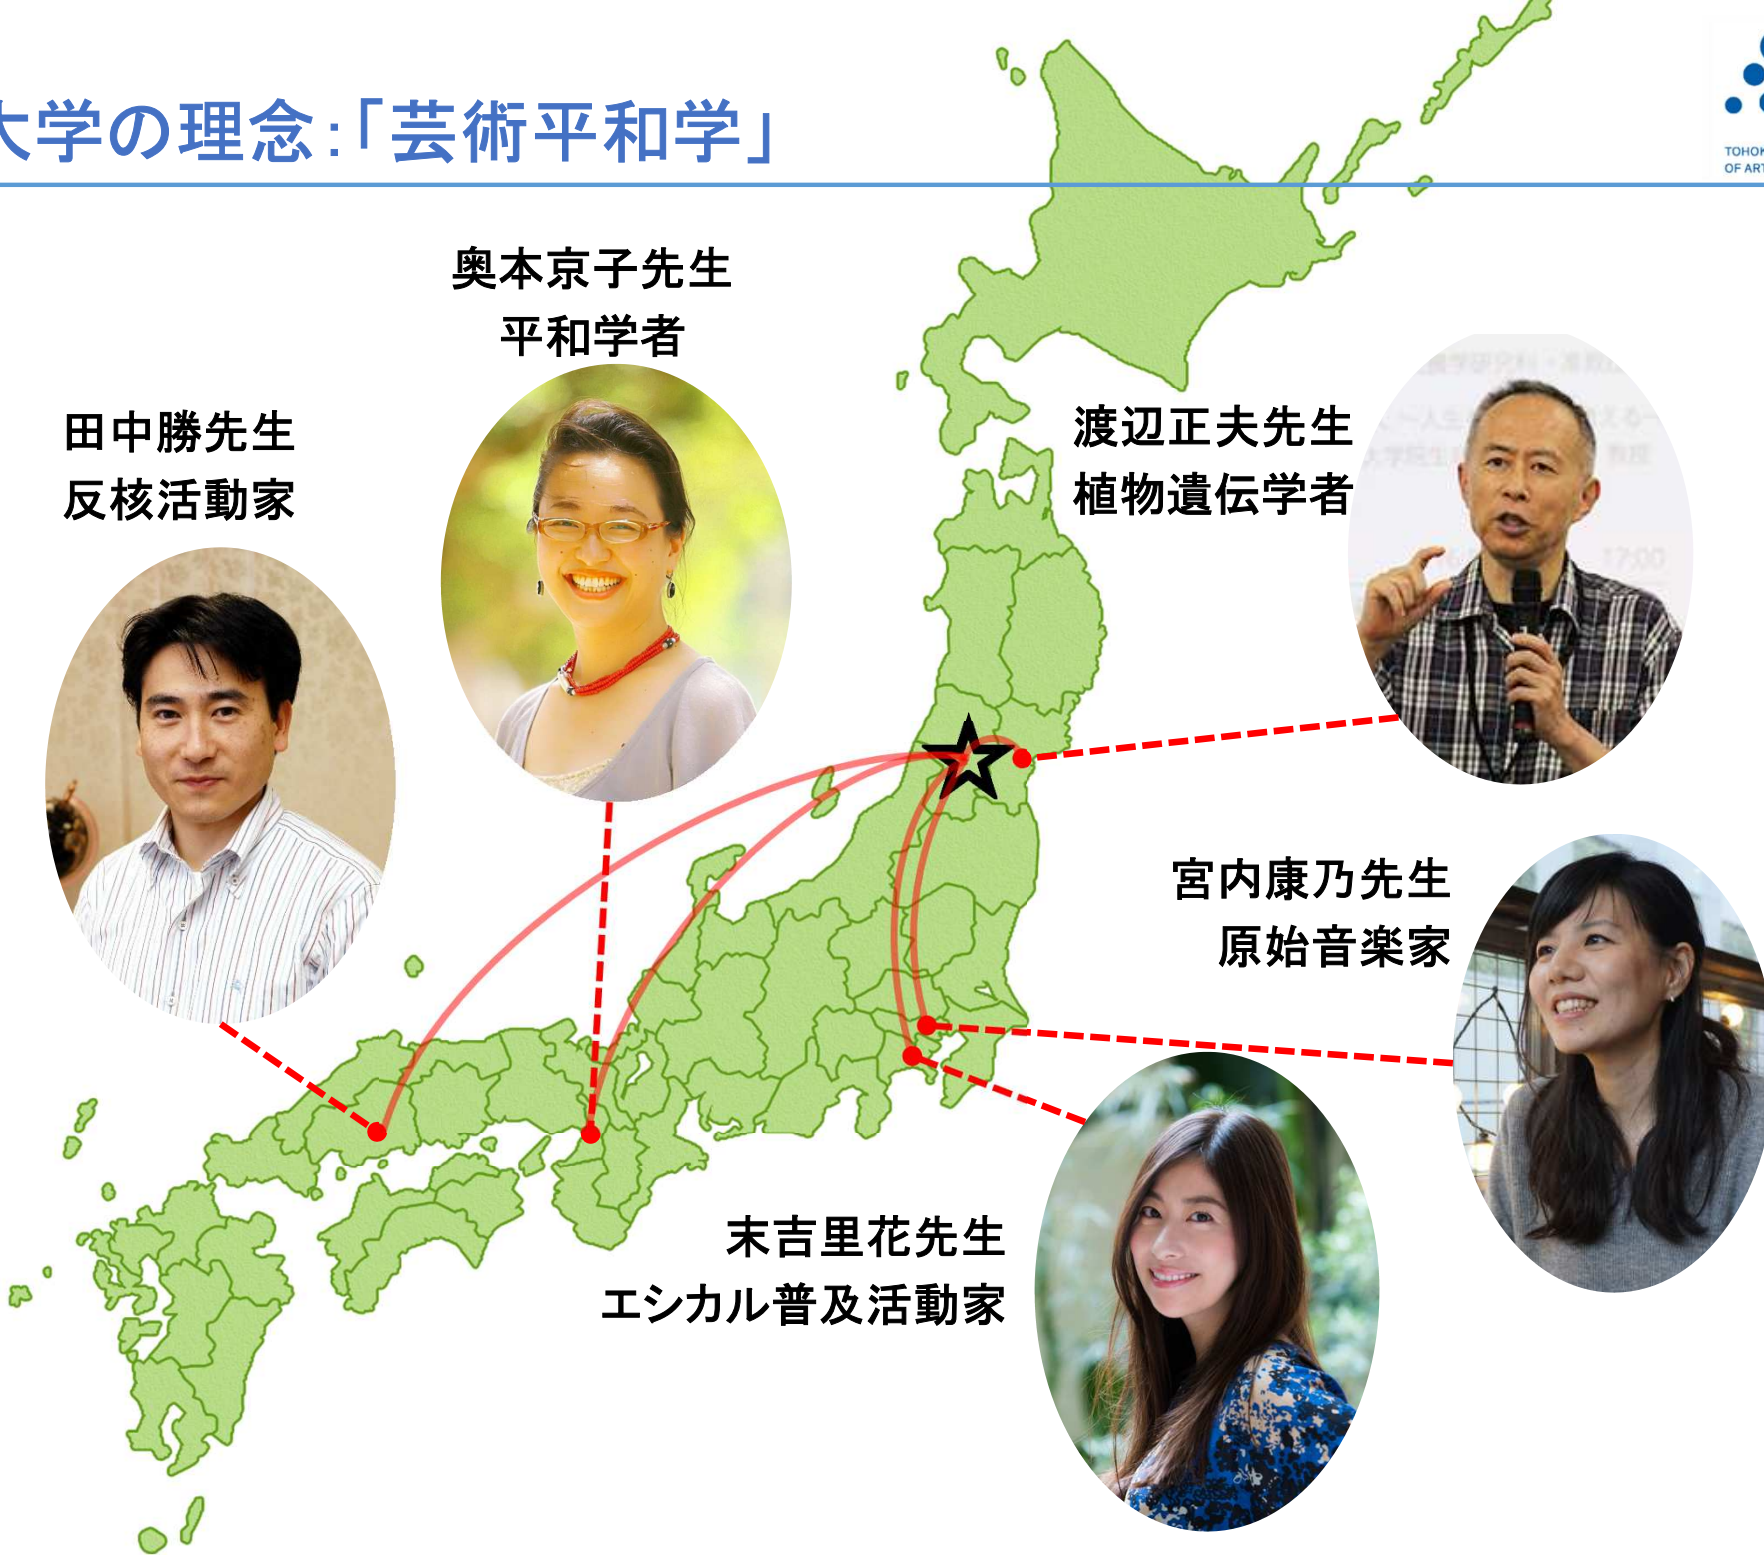 大学の理念：「芸術平和学」
TOHOK
OF ART
奥本京子先生
平和学者
田中勝先生
反核活動家
渡辺正夫先生
植物遺伝学者
17:00
宮内康乃先生
原始音楽家
末吉里花先生
エシカル普及活動家